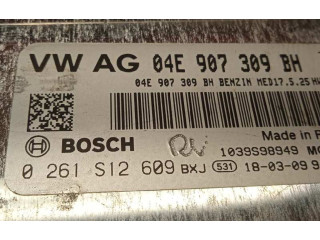 VW AG 04E 907 309 BH
04E 907 309 BH BENZIN MED17.5.25
Made in
BOSCH
1039S98949
0 261 S12 609 BXJ 531 18-03-09